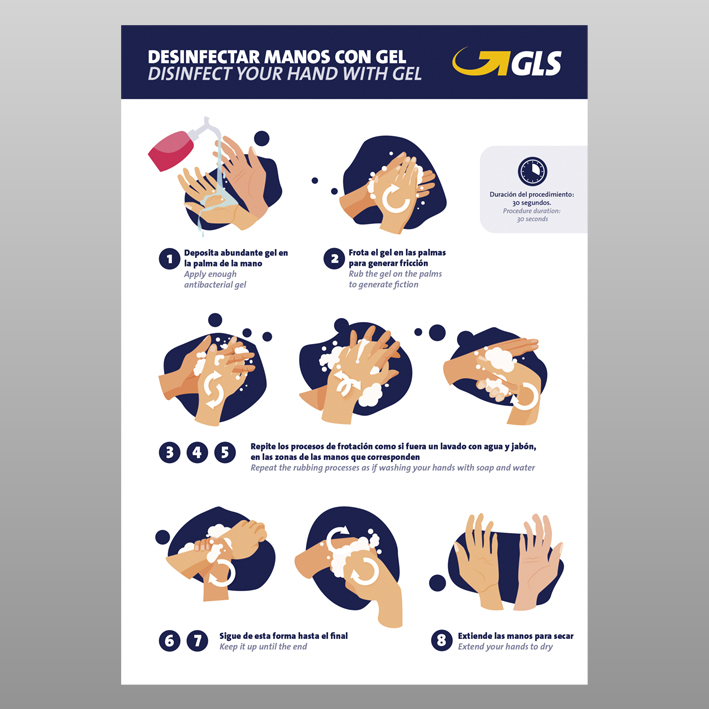 DESINFECTAR MANOS CON GEL
DISINFECT YOUR HAND WITH GEL
GLS
Duración del procedimiento:
30 segundos.
Procedure duration:
30 seconds
1
Deposita abundante gel en
la palma de la mano
Apply enough
antibacterial gel
2
Frota el gel en las palmas
para generar fricción
Rub the gel on the palms
to generate fiction
3 4 5
Repite los procesos de frotación como si fuera un lavado con agua y jabón,
en las zonas de las manos que corresponden
Repeat the rubbing processes as if washing your hands with soap and water
6 7
Sigue de esta forma hasta el final
Keep it up until the end
8
Extiende las manos para secar
Extend your hands to dry